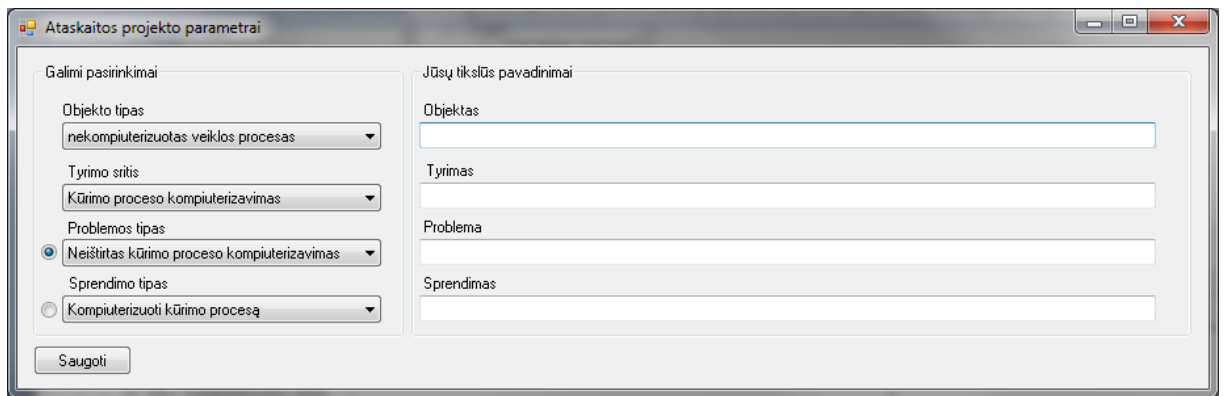 Ataskaitos projekto parametrai
Galimi pasirinkimai
Objekto tipas
nekompiuterizuotas veiklos procesas
Tyrimo sritis
Kūrimo proceso kompiuterizavimas
Problemos tipas
Neištirtas kūrimo proceso kompiuterizavimas
Sprendimo tipas
Kompiuterizuoti kūrimo procesą
Jūsų tikslūs pavadinimai
Objektas
Tyrimas
Problema
Sprendimas
Saugoti